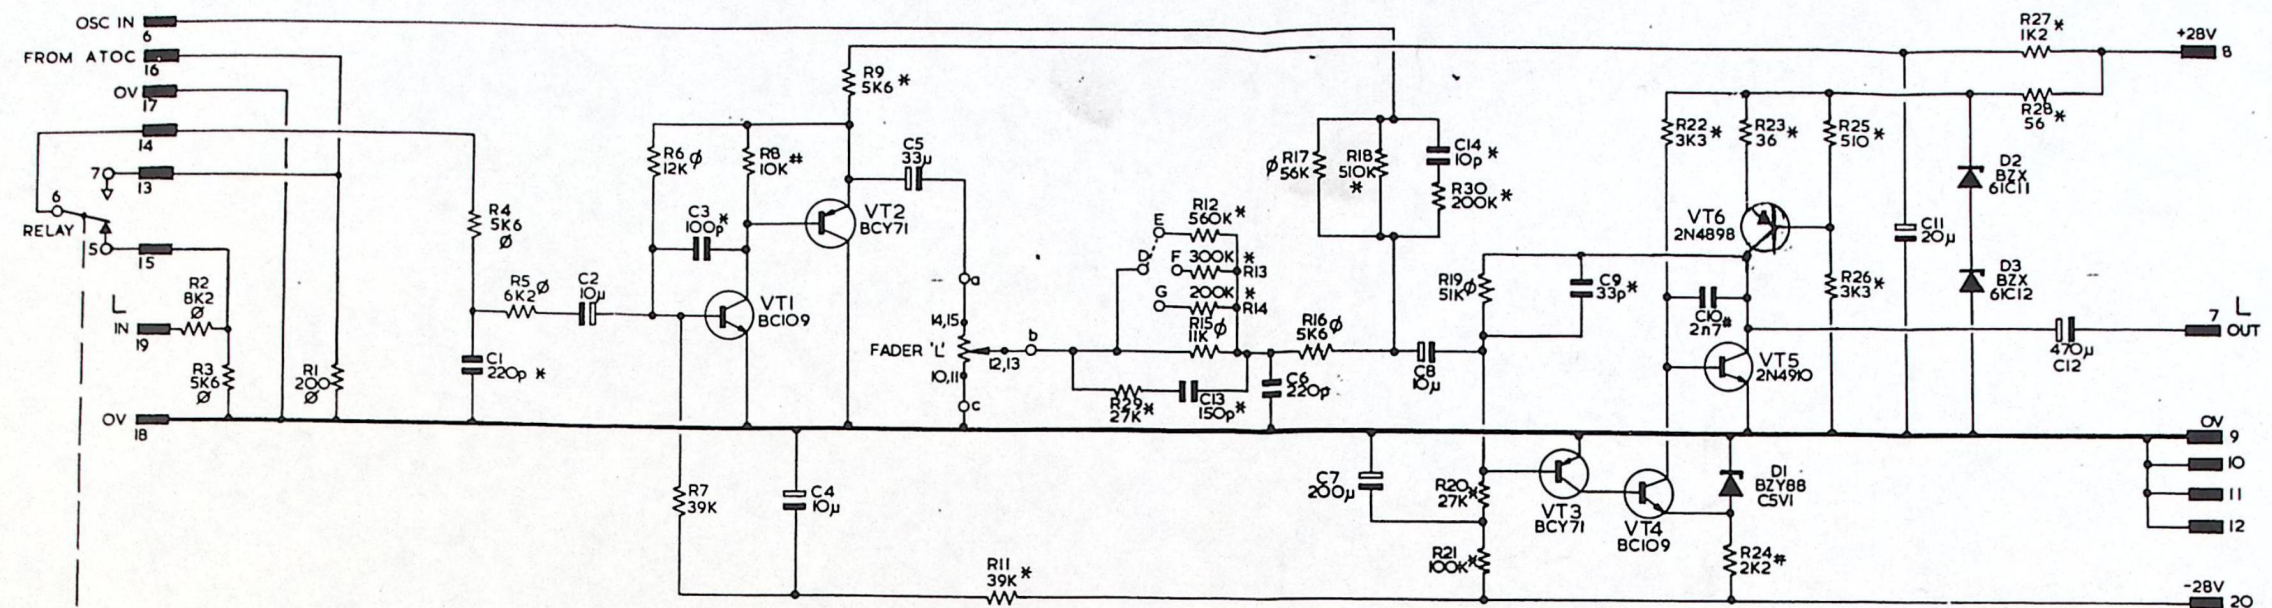 OSC IN
6
FROM ATOC
16
OV
17
14
7
13
6
RELAY
5
15
L
IN
19
R2
8K2
Ø
R3
5K6
Ø
R1
200
Ø
OV
18
R4
5K6
Ø
C1
220p *
R5
6K2 Ø
C2
10µ
R6 Ø
12K
R8 #
10K
C3 *
100p
R9 *
5K6
C5
33µ
VT2
BCY71
VT1
BC109
R7
39K
C4
10µ
R11 *
39K
a
14,15
FADER 'L'
b
12,13
10,11
c
E
D
F
G
R12 *
560K
300K *
R13
200K *
R14
R15 Ø
11K
R29 *
27K
C13
150p *
C6
220p
R16 Ø
5K6
Ø R17
56K
R18
510K
*
C14 *
10p
R30 *
200K
C8
10µ
R19
51K Ø
C9 *
33p
C7
200µ
R20 *
27K
R21 *
100K
VT3
BCY71
VT4
BC109
D1
BZY88
C5V1
R24 #
2K2
R22 *
3K3
R23 *
36
R25 *
510
VT6
2N4898
C10
2n7 #
VT5
2N4910
R26 *
3K3
C11
20µ
D2
BZX
61C11
D3
BZX
61C12
R27 *
1K2
R28 *
56
+28V
8
470µ
C12
L
7
OUT
OV
9
10
11
12
-28V
20